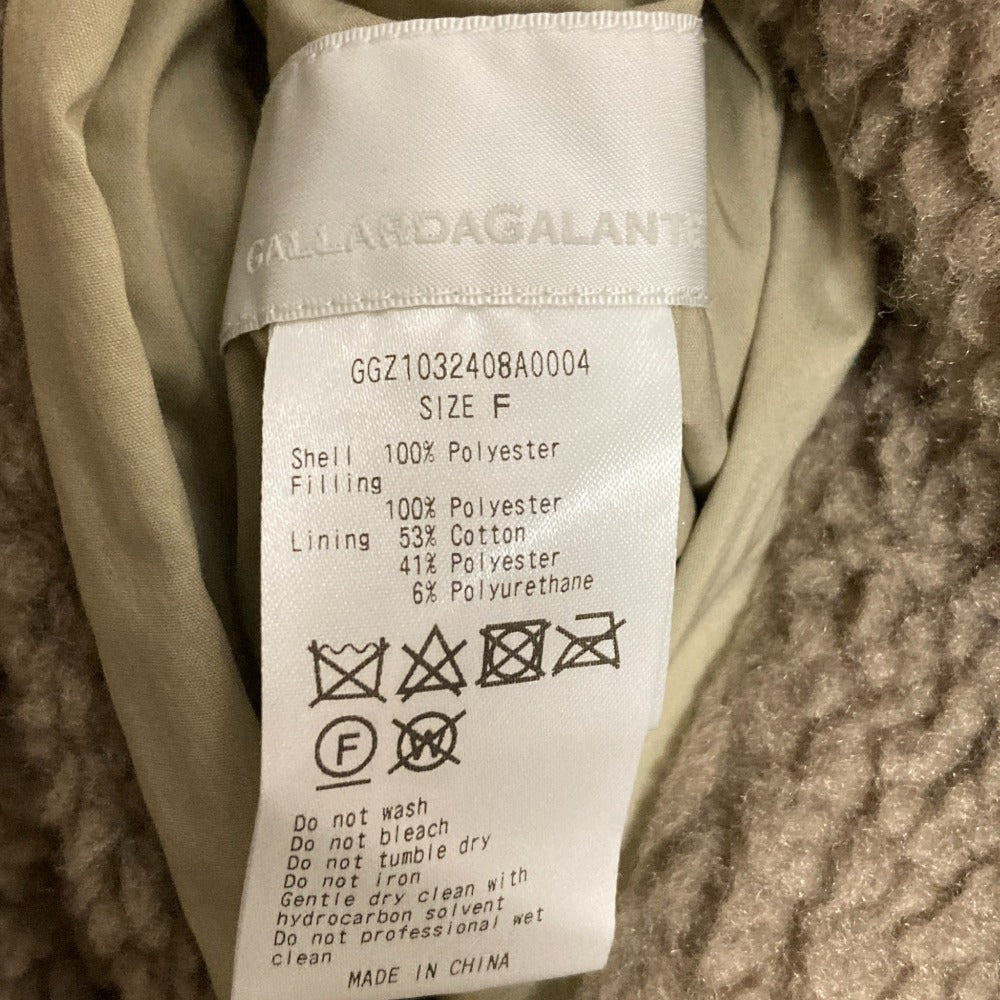 GALLARDAGALANTE
GGZ1032408A0004
SIZE F
Shell 100% Polyester
Filling
100% Polyester
Lining 53% Cotton
41% Polyester
6% Polyurethane
F W
Do not wash
Do not bleach
Do not tumble dry
Do not iron
Gentle dry clean with
hydrocarbon solvent
Do not professional wet
clean
MADE IN CHINA